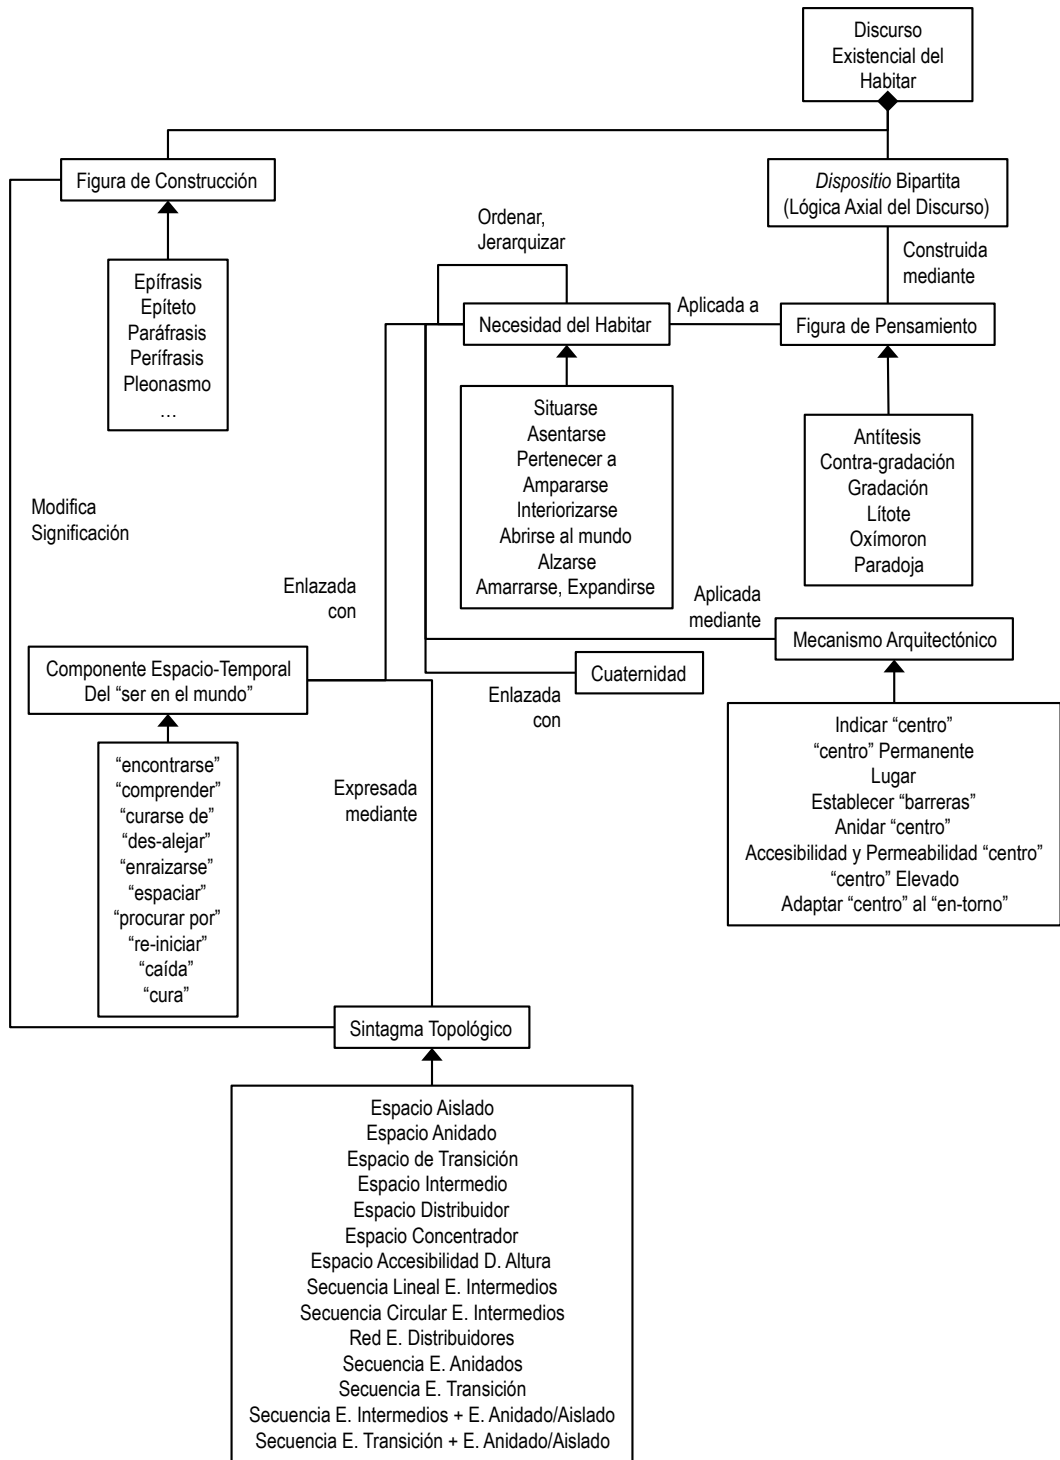 Discurso
Existencial del
Habitar
Figura de Construcción
Dispositio Bipartita
(Lógica Axial del Discurso)
Ordenar,
Jerarquizar
Construida
mediante
Epífrasis
Epíteto
Paráfrasis
Perífrasis
Pleonasmo
…
Necesidad del Habitar
Aplicada a
Figura de Pensamiento
Situarse
Asentarse
Pertenecer a
Ampararse
Interiorizarse
Abrirse al mundo
Alzarse
Amarrarse, Expandirse
Antítesis
Contra-gradación
Gradación
Lítote
Oxímoron
Paradoja
Modifica
Significación
Enlazada
con
Aplicada
mediante
Mecanismo Arquitectónico
Componente Espacio-Temporal
Del “ser en el mundo”
Cuaternidad
Enlazada
con
Indicar “centro”
“centro” Permanente
Lugar
Establecer “barreras”
Anidar “centro”
Accesibilidad y Permeabilidad “centro”
“centro” Elevado
Adaptar “centro” al “en-torno”
“encontrarse”
“comprender”
“curarse de”
“des-alejar”
“enraizarse”
“espaciar”
“procurar por”
“re-iniciar”
“caída”
“cura”
Expresada
mediante
Sintagma Topológico
Espacio Aislado
Espacio Anidado
Espacio de Transición
Espacio Intermedio
Espacio Distribuidor
Espacio Concentrador
Espacio Accesibilidad D. Altura
Secuencia Lineal E. Intermedios
Secuencia Circular E. Intermedios
Red E. Distribuidores
Secuencia E. Anidados
Secuencia E. Transición
Secuencia E. Intermedios + E. Anidado/Aislado
Secuencia E. Transición + E. Anidado/Aislado